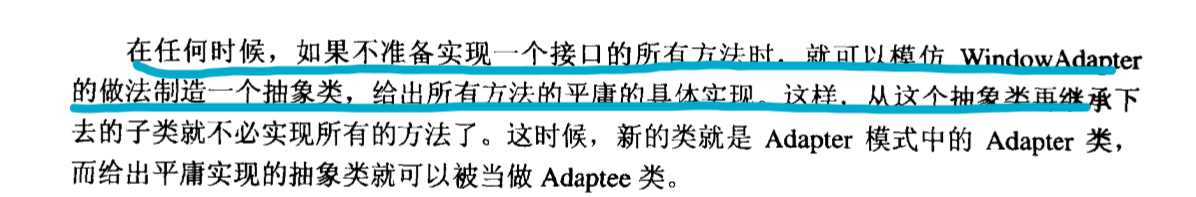 在任何时候，如果不准备实现一个接口的所有方法时，就可以模仿 WindowAdapter
的做法制造一个抽象类，给出所有方法的平庸的具体实现。这样，从这个抽象类再继承下
去的子类就不必实现所有的方法了。这时候，新的类就是 Adapter 模式中的 Adapter 类，
而给出平庸实现的抽象类就可以被当做 Adaptee 类。